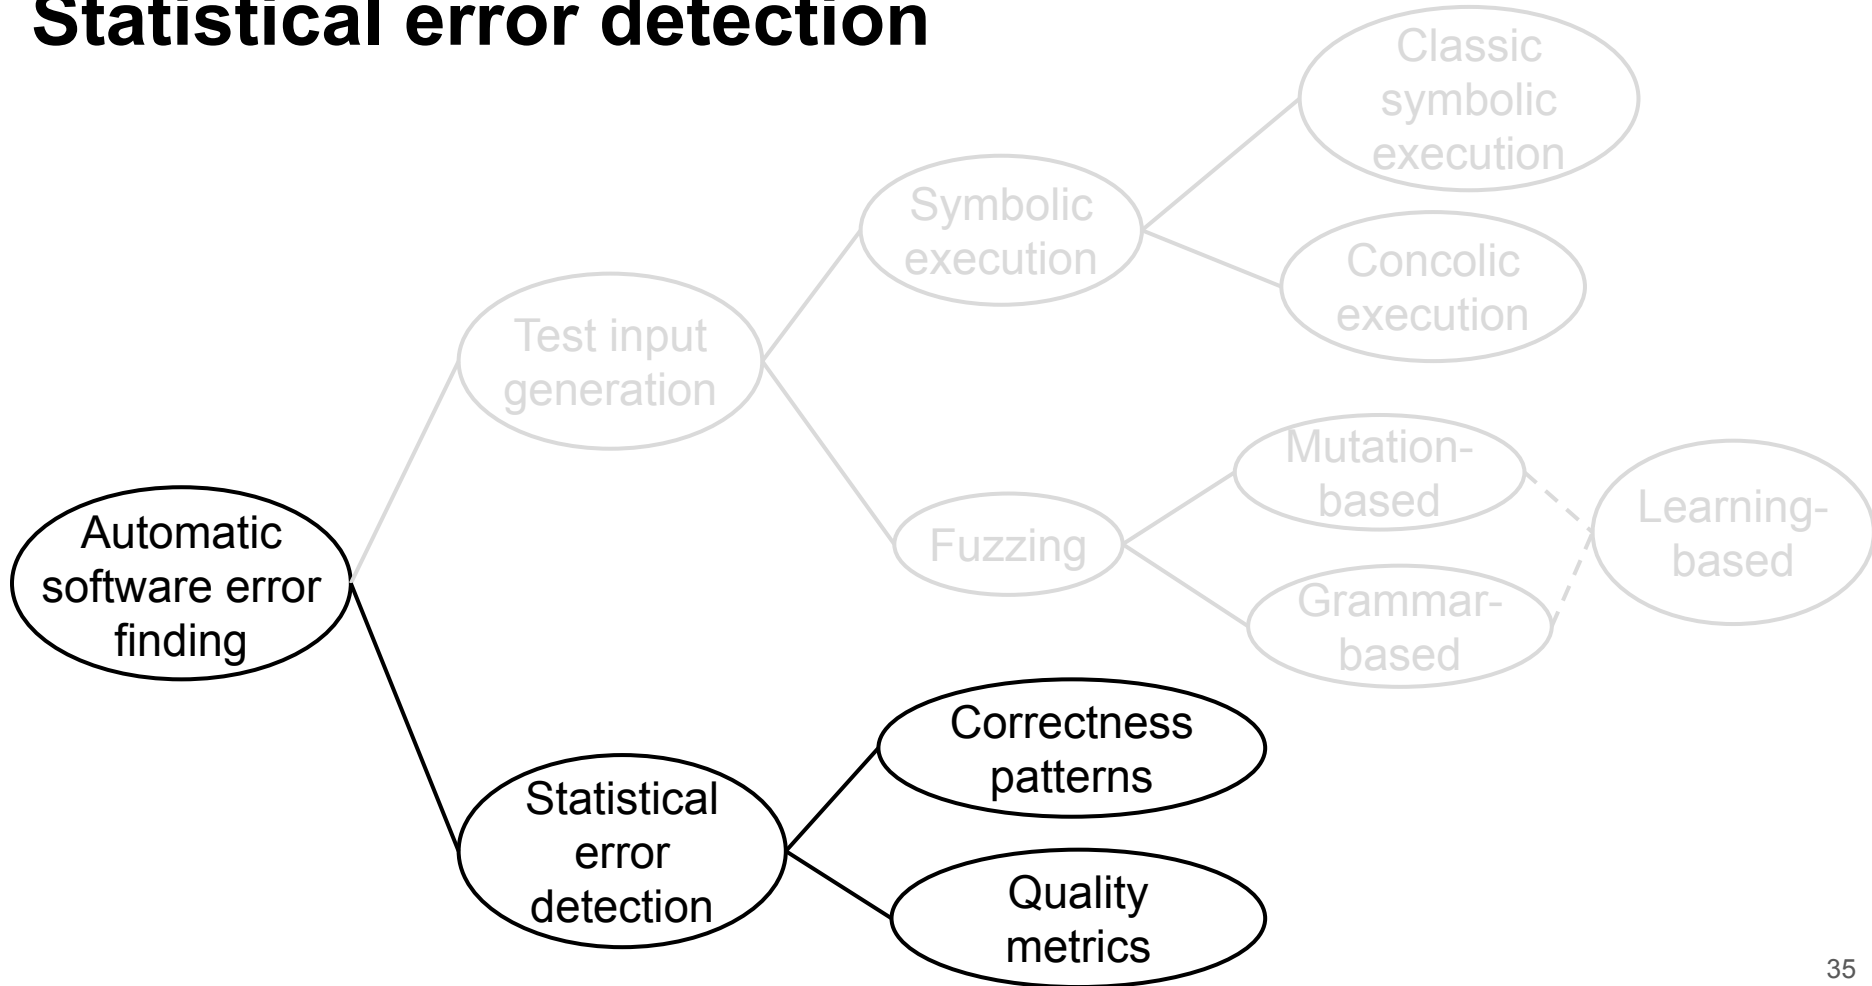 Statistical error detection
Classic
symbolic
execution
Symbolic
execution
Concolic
execution
Test input
generation
Mutation-
based
Learning-
based
Fuzzing
Grammar-
based
Automatic
software error
finding
Correctness
patterns
Statistical
error
detection
Quality
metrics
35